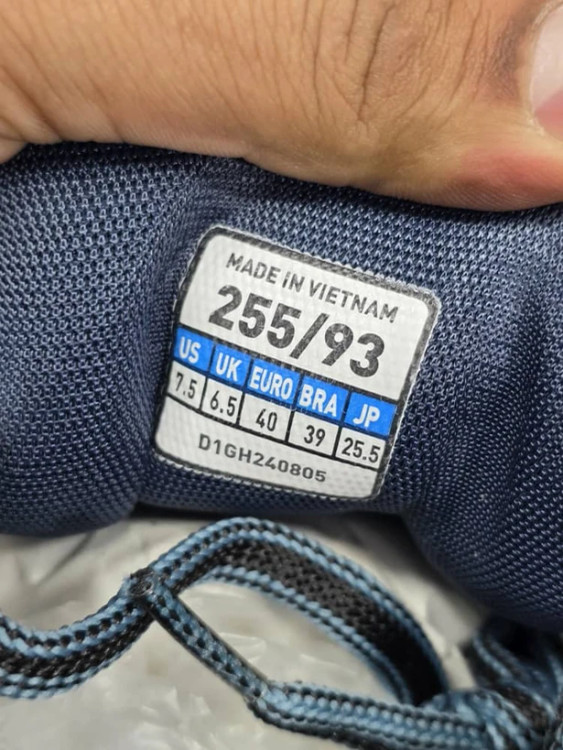 MADE IN VIETNAM
255/93
US UK EURO BRA JP
7.5 6.5 40 39 25.5
D1GH240805